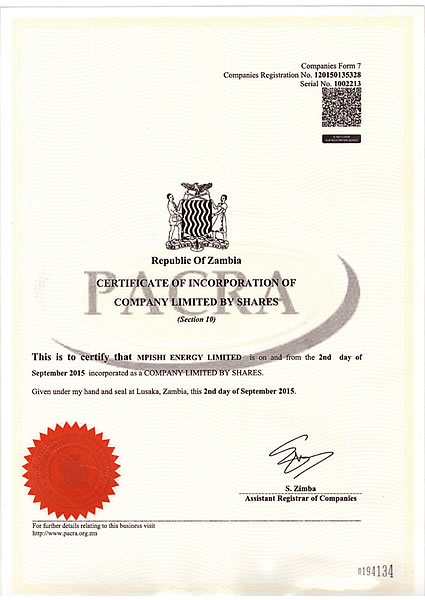 Companies Form 7
Companies Registration No. 120150135328
Serial No. 1002213
Republic Of Zambia
PACRA
CERTIFICATE OF INCORPORATION OF
COMPANY LIMITED BY SHARES
(Section 10)
This is to certify that MPISHI ENERGY LIMITED is on and from the 2nd day of
September 2015 incorporated as a COMPANY LIMITED BY SHARES.
Given under my hand and seal at Lusaka, Zambia, this 2nd day of September 2015.
S. Zimba
Assistant Registrar of Companies
For further details relating to this business visit
http://www.pacra.org.zm
0194134